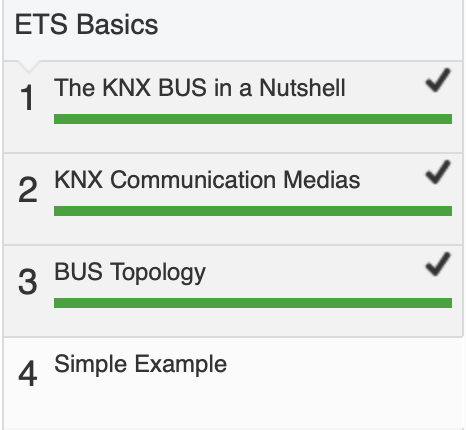 ETS Basics
1 The KNX BUS in a Nutshell
2 KNX Communication Medias
3 BUS Topology
4 Simple Example